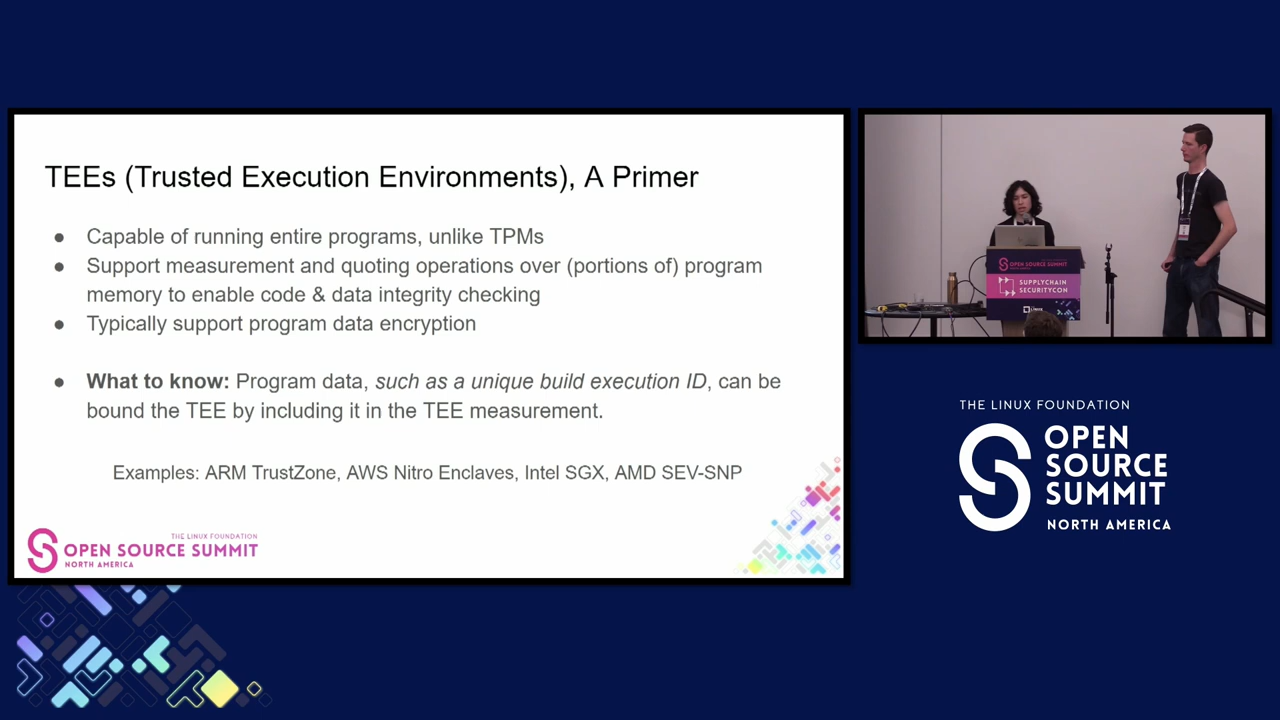 TEEs (Trusted Execution Environments), A Primer
● Capable of running entire programs, unlike TPMs
● Support measurement and quoting operations over (portions of) program
memory to enable code & data integrity checking
● Typically support program data encryption
● What to know: Program data, such as a unique build execution ID, can be
bound the TEE by including it in the TEE measurement.
Examples: ARM TrustZone, AWS Nitro Enclaves, Intel SGX, AMD SEV-SNP
THE LINUX FOUNDATION
OPEN SOURCE SUMMIT
NORTH AMERICA
OPEN SOURCE SUMMIT
SUPPLYCHAIN
SECURITYCON
THE LINUX FOUNDATION
OPEN
SOURCE
SUMMIT
NORTH AMERICA